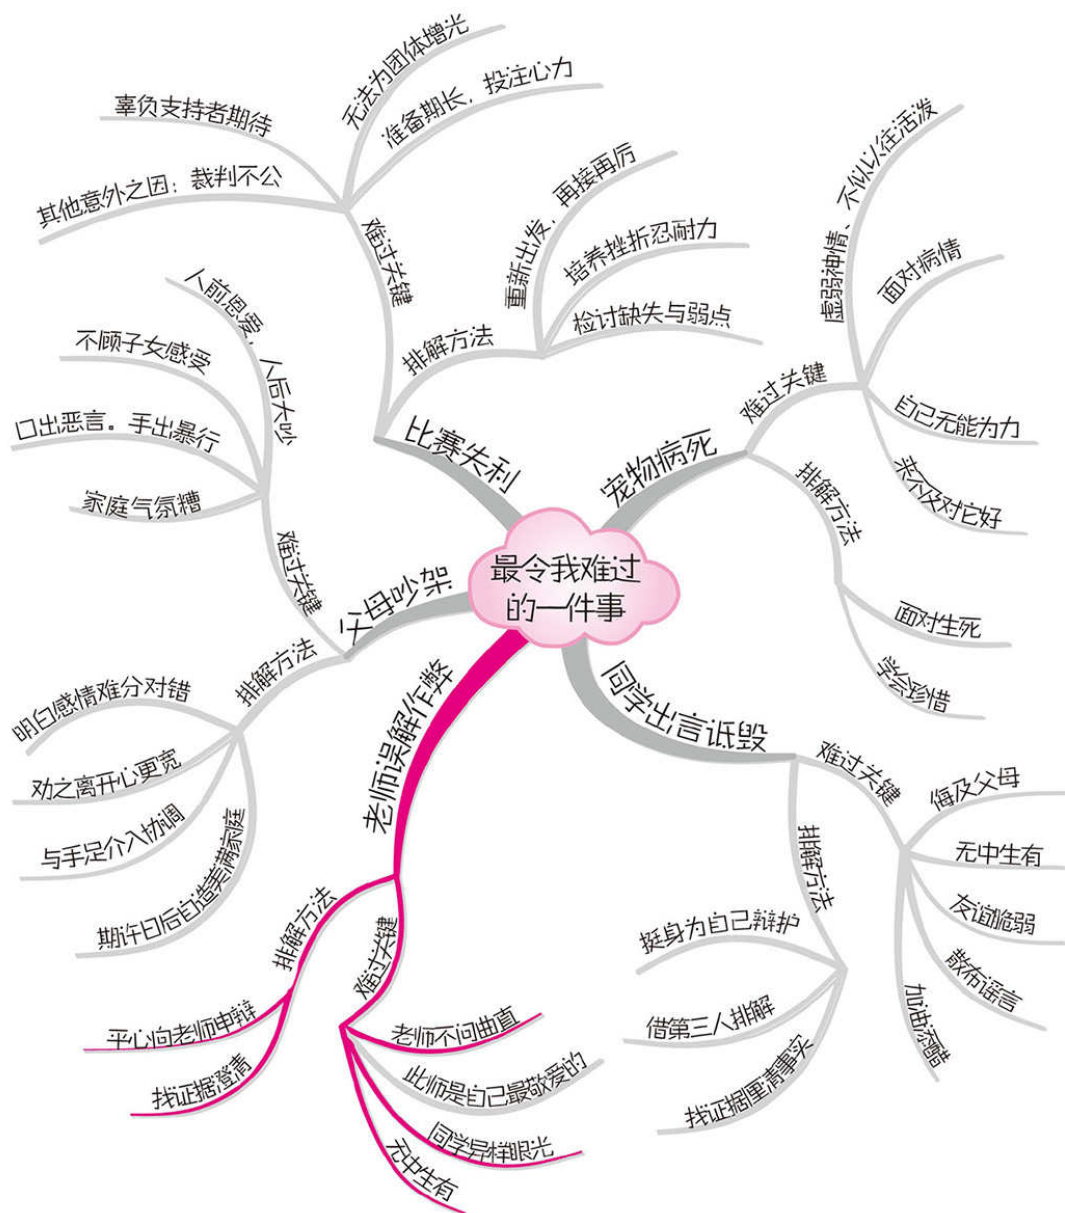 最令我难过
的一件事
比赛失利
难过关键
无法为团体增光
准备期长，投注心力
辜负支持者期待
其他意外之因：裁判不公
排解方法
重新出发，再接再厉
培养挫折忍耐力
检讨缺失与弱点
宠物病死
难过关键
虚弱神情、不似以往活泼
面对病情
自己无能为力
来不及对它好
排解方法
面对生死
学会珍惜
同学出言诋毁
难过关键
侮及父母
无中生有
友谊脆弱
散布谣言
加油添醋
排解方法
挺身为自己辩护
借第三人排解
找证据厘清事实
老师误解作弊
难过关键
老师不问曲直
此师是自己最敬爱的
同学异样眼光
无中生有
排解方法
平心向老师申辩
找证据澄清
父母吵架
难过关键
人前恩爱，人后大吵
不顾子女感受
口出恶言。手出暴行
家庭气氛糟
排解方法
明白感情难分对错
劝之离开心更宽
与手足介入协调
期许日后自造美满家庭